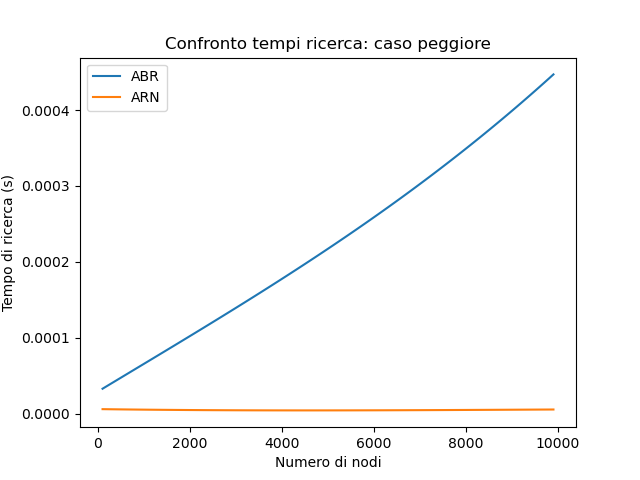 Confronto tempi ricerca: caso peggiore
ABR
ARN
Tempo di ricerca (s)
0.0004
0.0003
0.0002
0.0001
0.0000
0
2000
4000
6000
8000
10000
Numero di nodi